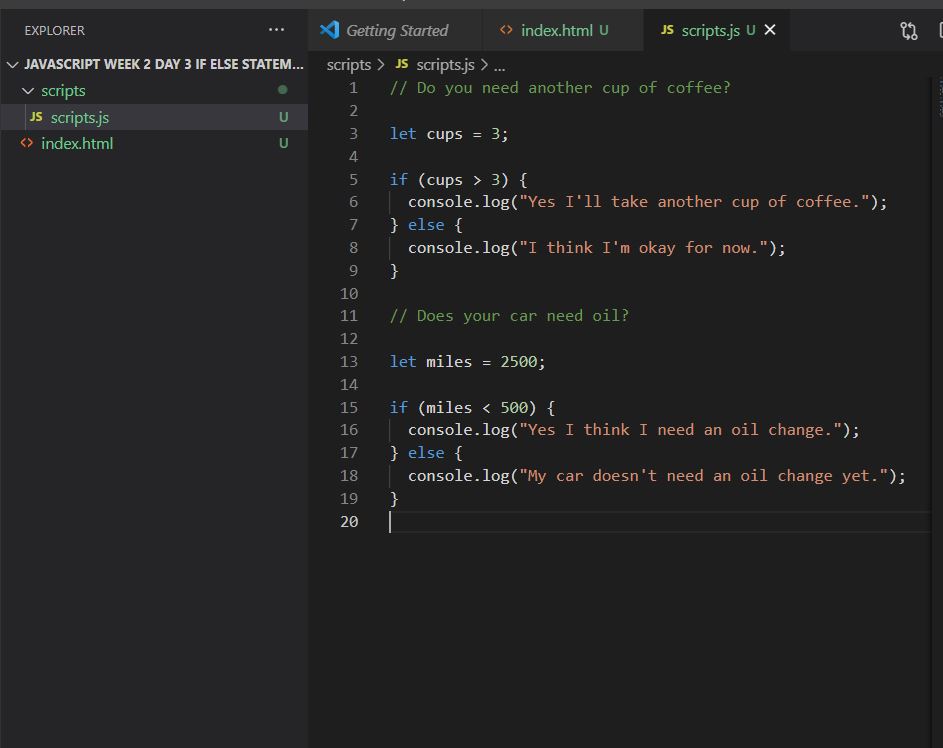 EXPLORER ...
Getting Started
<> index.html U
JS scripts.js U ✕
JAVASCRIPT WEEK 2 DAY 3 IF ELSE STATEM...
scripts
JS scripts.js U
<> index.html U
scripts > JS scripts.js > ...
1 // Do you need another cup of coffee?
2
3 let cups = 3;
4
5 if (cups > 3) {
6 console.log("Yes I'll take another cup of coffee.");
7 } else {
8 console.log("I think I'm okay for now.");
9 }
10
11 // Does your car need oil?
12
13 let miles = 2500;
14
15 if (miles < 500) {
16 console.log("Yes I think I need an oil change.");
17 } else {
18 console.log("My car doesn't need an oil change yet.");
19 }
20